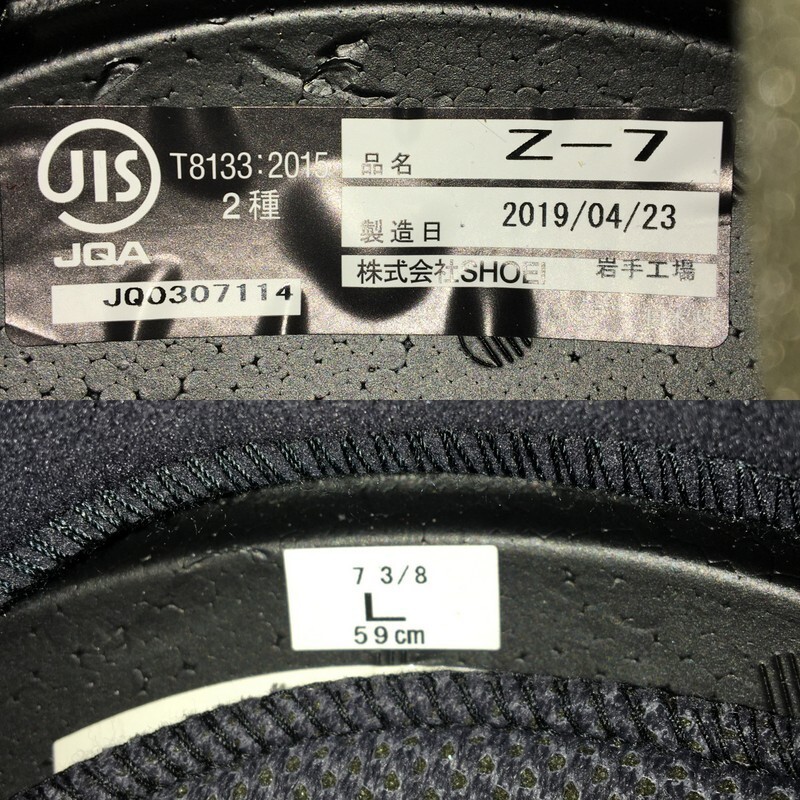 JIS
JQA
T8133:2015
2種
JQ0307114
品名 Z-7
製造日 2019/04/23
株式会社SHOEI 岩手工場
7 3/8
L
59cm